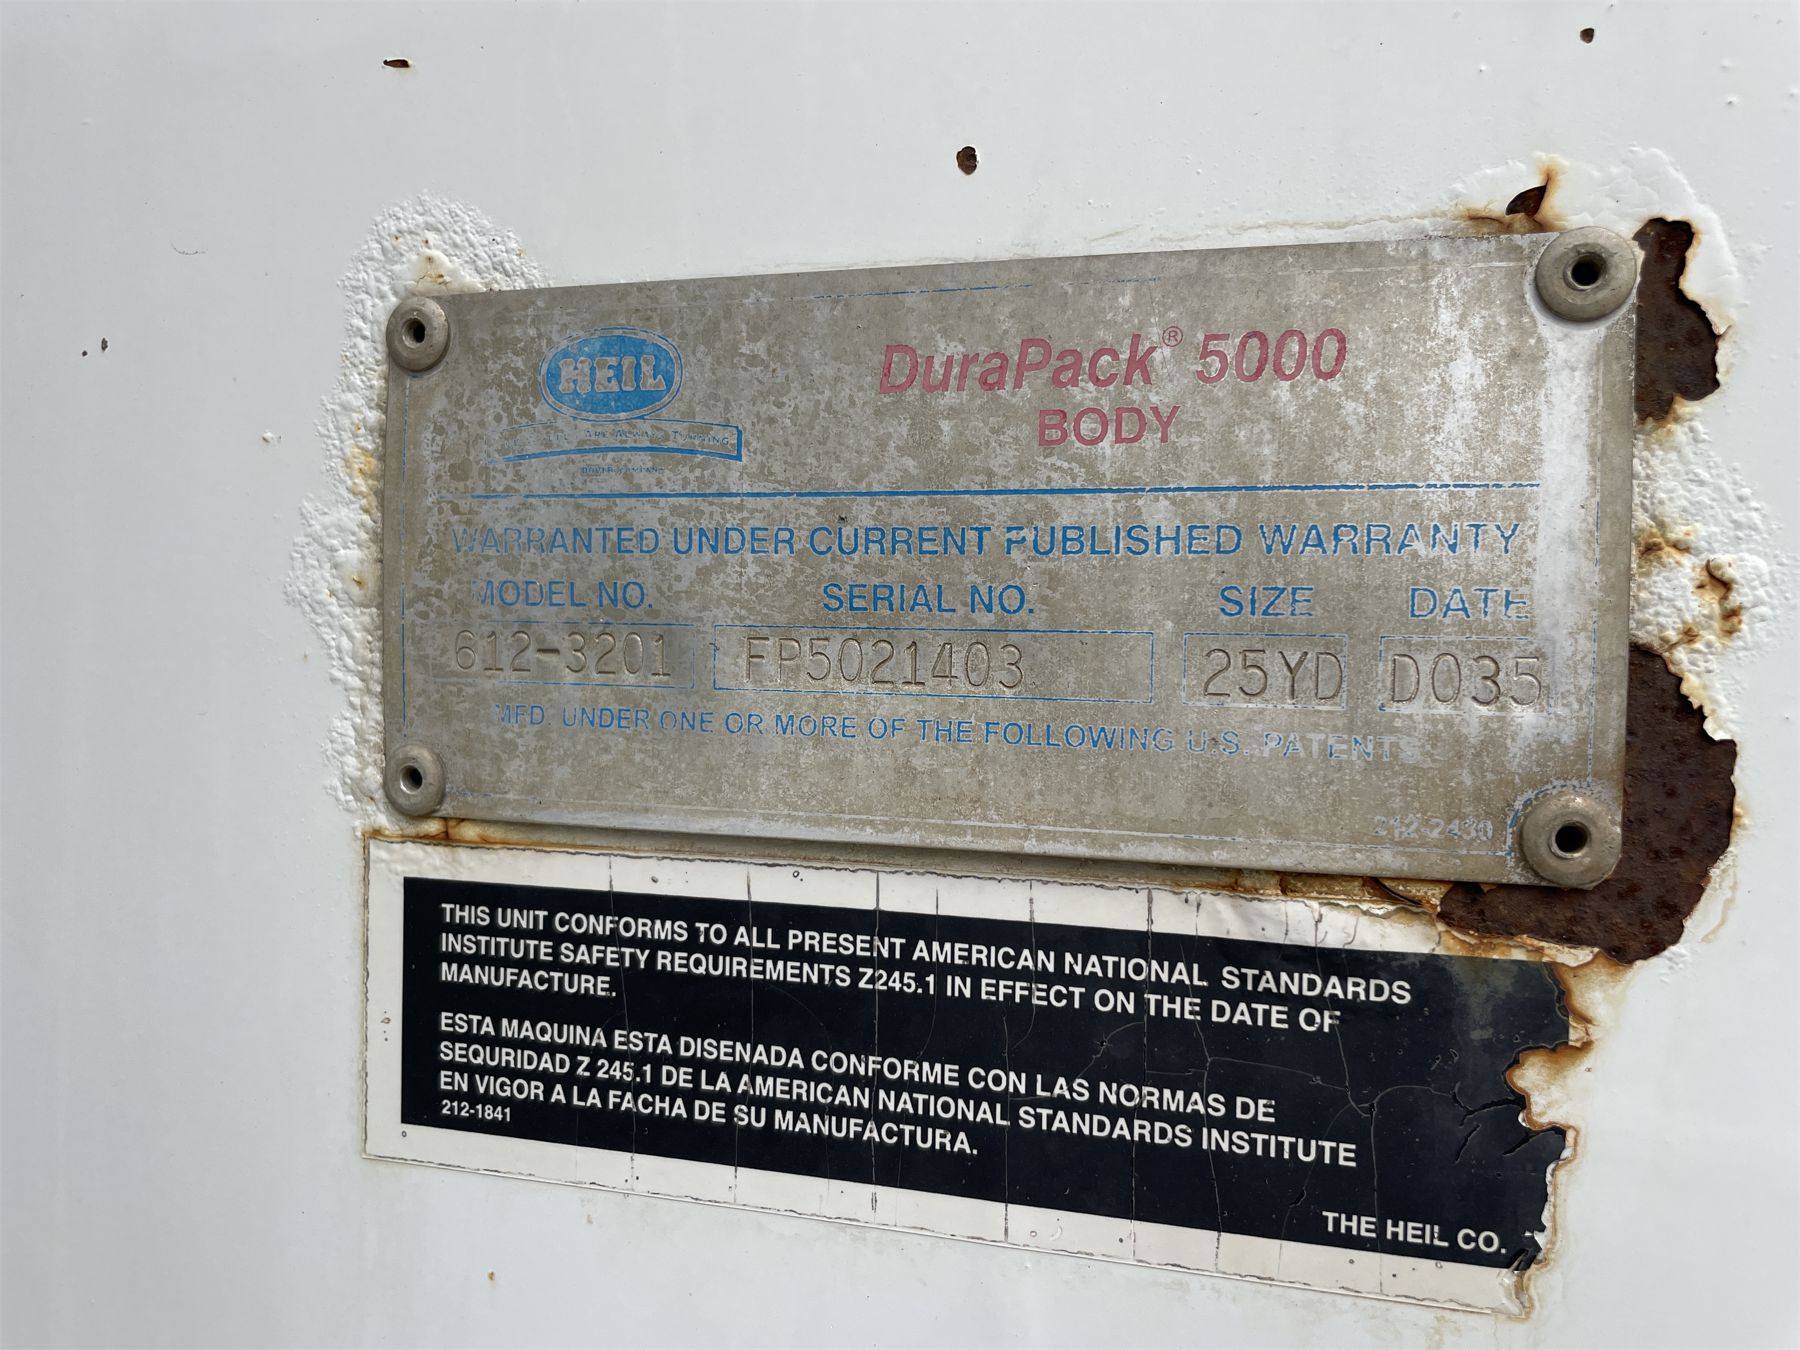 HEIL
DuraPack® 5000
BODY
ARE ALWAYS TURNING
WARRANTED UNDER CURRENT PUBLISHED WARRANTY
MODEL NO. SERIAL NO. SIZE DATE
612-3201 FP5021403 25YD D035
MFD. UNDER ONE OR MORE OF THE FOLLOWING U.S. PATENTS
212-2430
THIS UNIT CONFORMS TO ALL PRESENT AMERICAN NATIONAL STANDARDS
INSTITUTE SAFETY REQUIREMENTS Z245.1 IN EFFECT ON THE DATE OF
MANUFACTURE.
ESTA MAQUINA ESTA DISENADA CONFORME CON LAS NORMAS DE
SEQURIDAD Z 245.1 DE LA AMERICAN NATIONAL STANDARDS INSTITUTE
EN VIGOR A LA FACHA DE SU MANUFACTURA.
212-1841
THE HEIL CO.